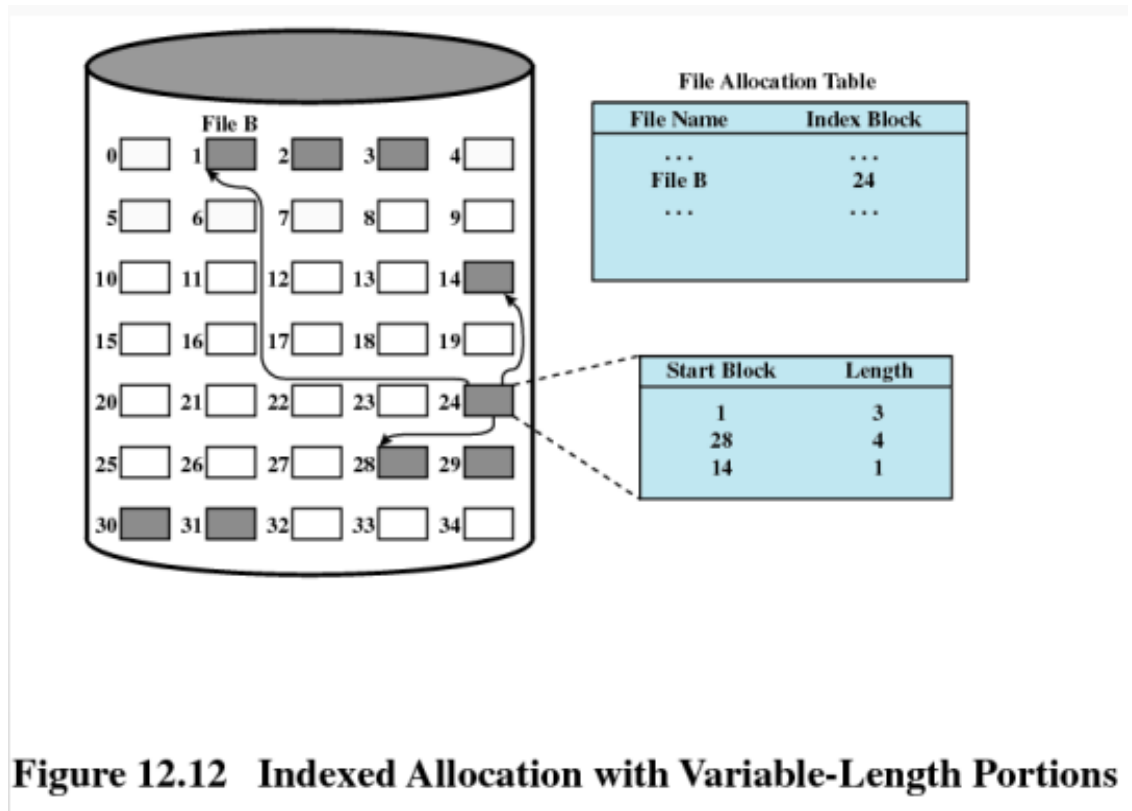 File Allocation Table
File Name Index Block
... ...
File B 24
... ...
File B
0 1 2 3 4
5 6 7 8 9
10 11 12 13 14
15 16 17 18 19
20 21 22 23 24
25 26 27 28 29
30 31 32 33 34
Start Block Length
1 3
28 4
14 1
Figure 12.12 Indexed Allocation with Variable-Length Portions